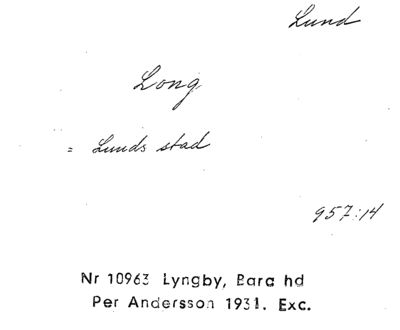 Lund
Long
= Lunds stad
957:14
Nr 10963 Lyngby, Bara hd
Per Andersson 1931. Exc.